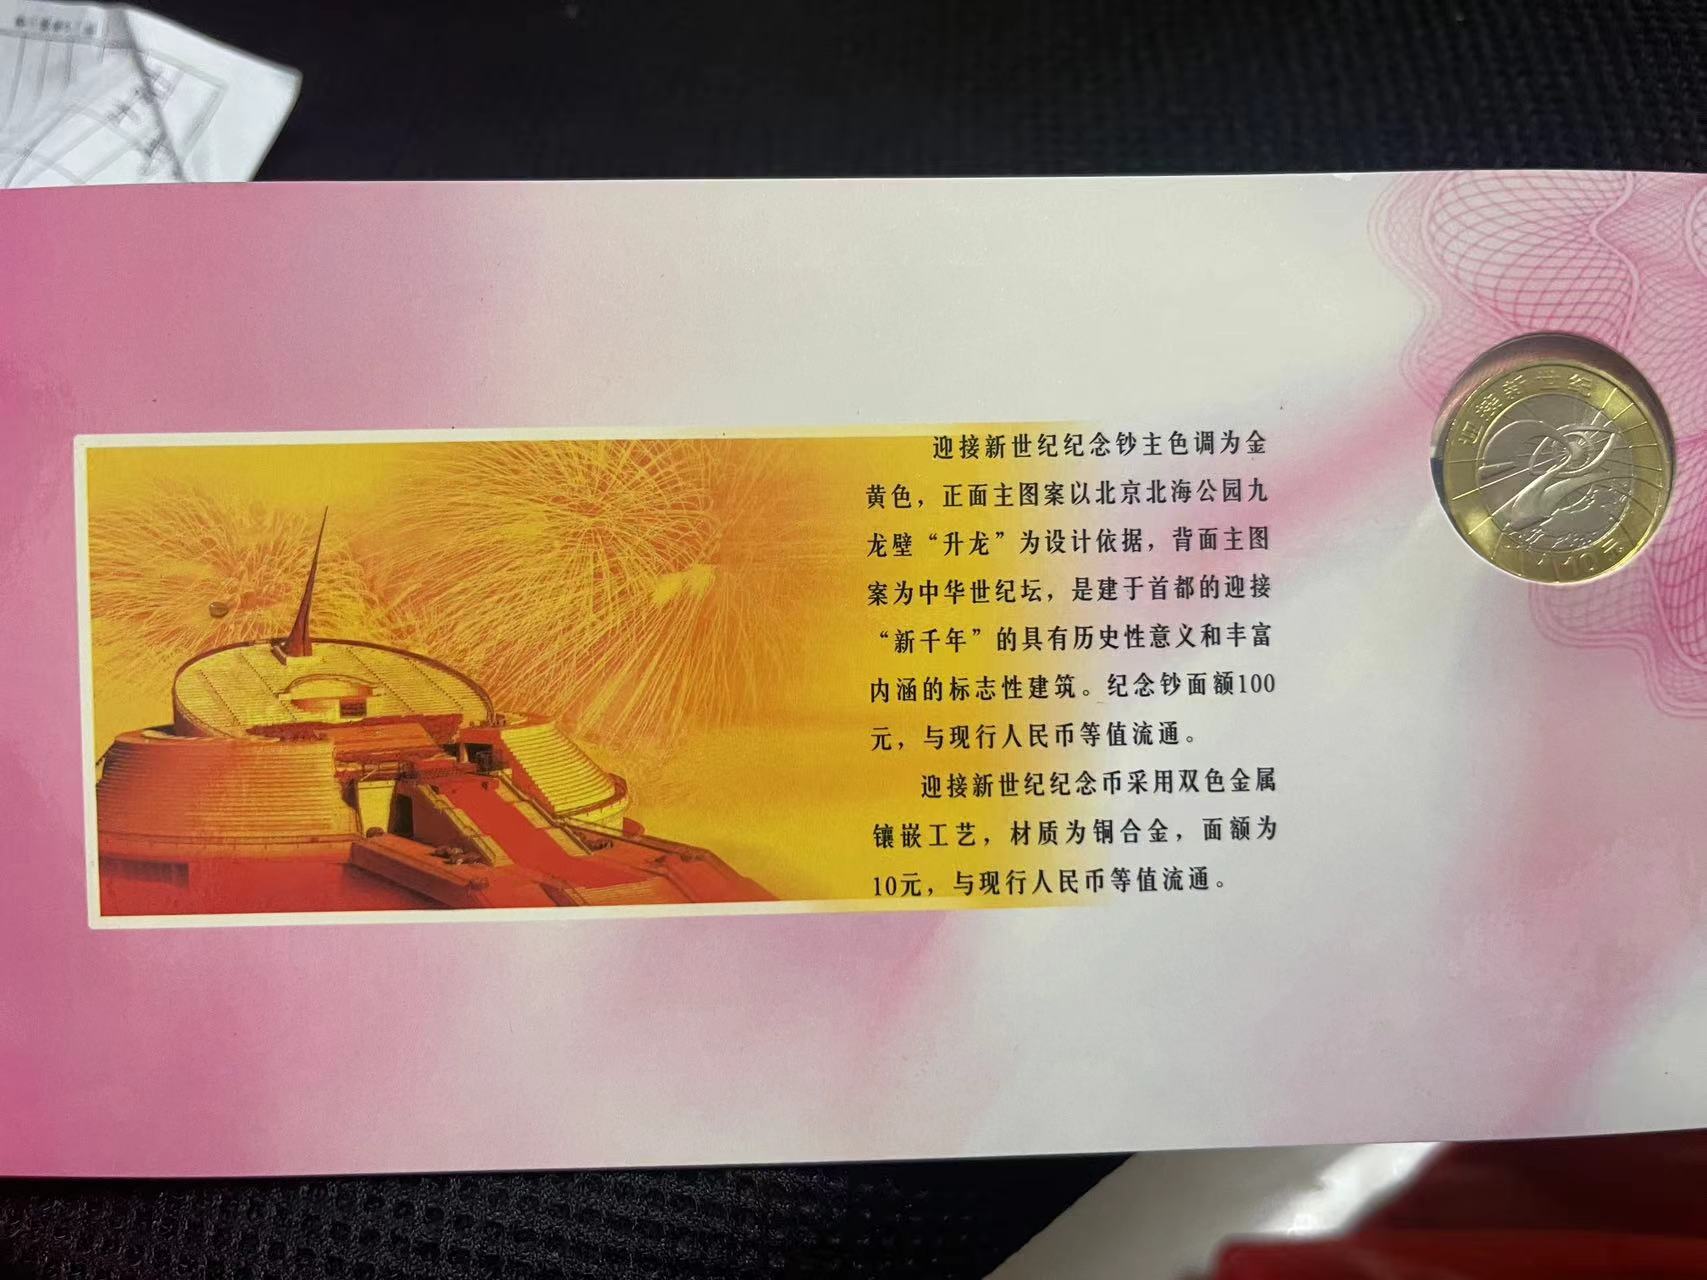 迎接新世纪纪念钞主色调为金
黄色，正面主图案以北京北海公园九
龙壁“升龙”为设计依据，背面主图
案为中华世纪坛，是建于首都的迎接
“新千年”的具有历史性意义和丰富
内涵的标志性建筑。纪念钞面额100
元，与现行人民币等值流通。
迎接新世纪纪念币采用双色金属
镶嵌工艺，材质为铜合金，面额为
10元，与现行人民币等值流通。
迎接新世纪
10元